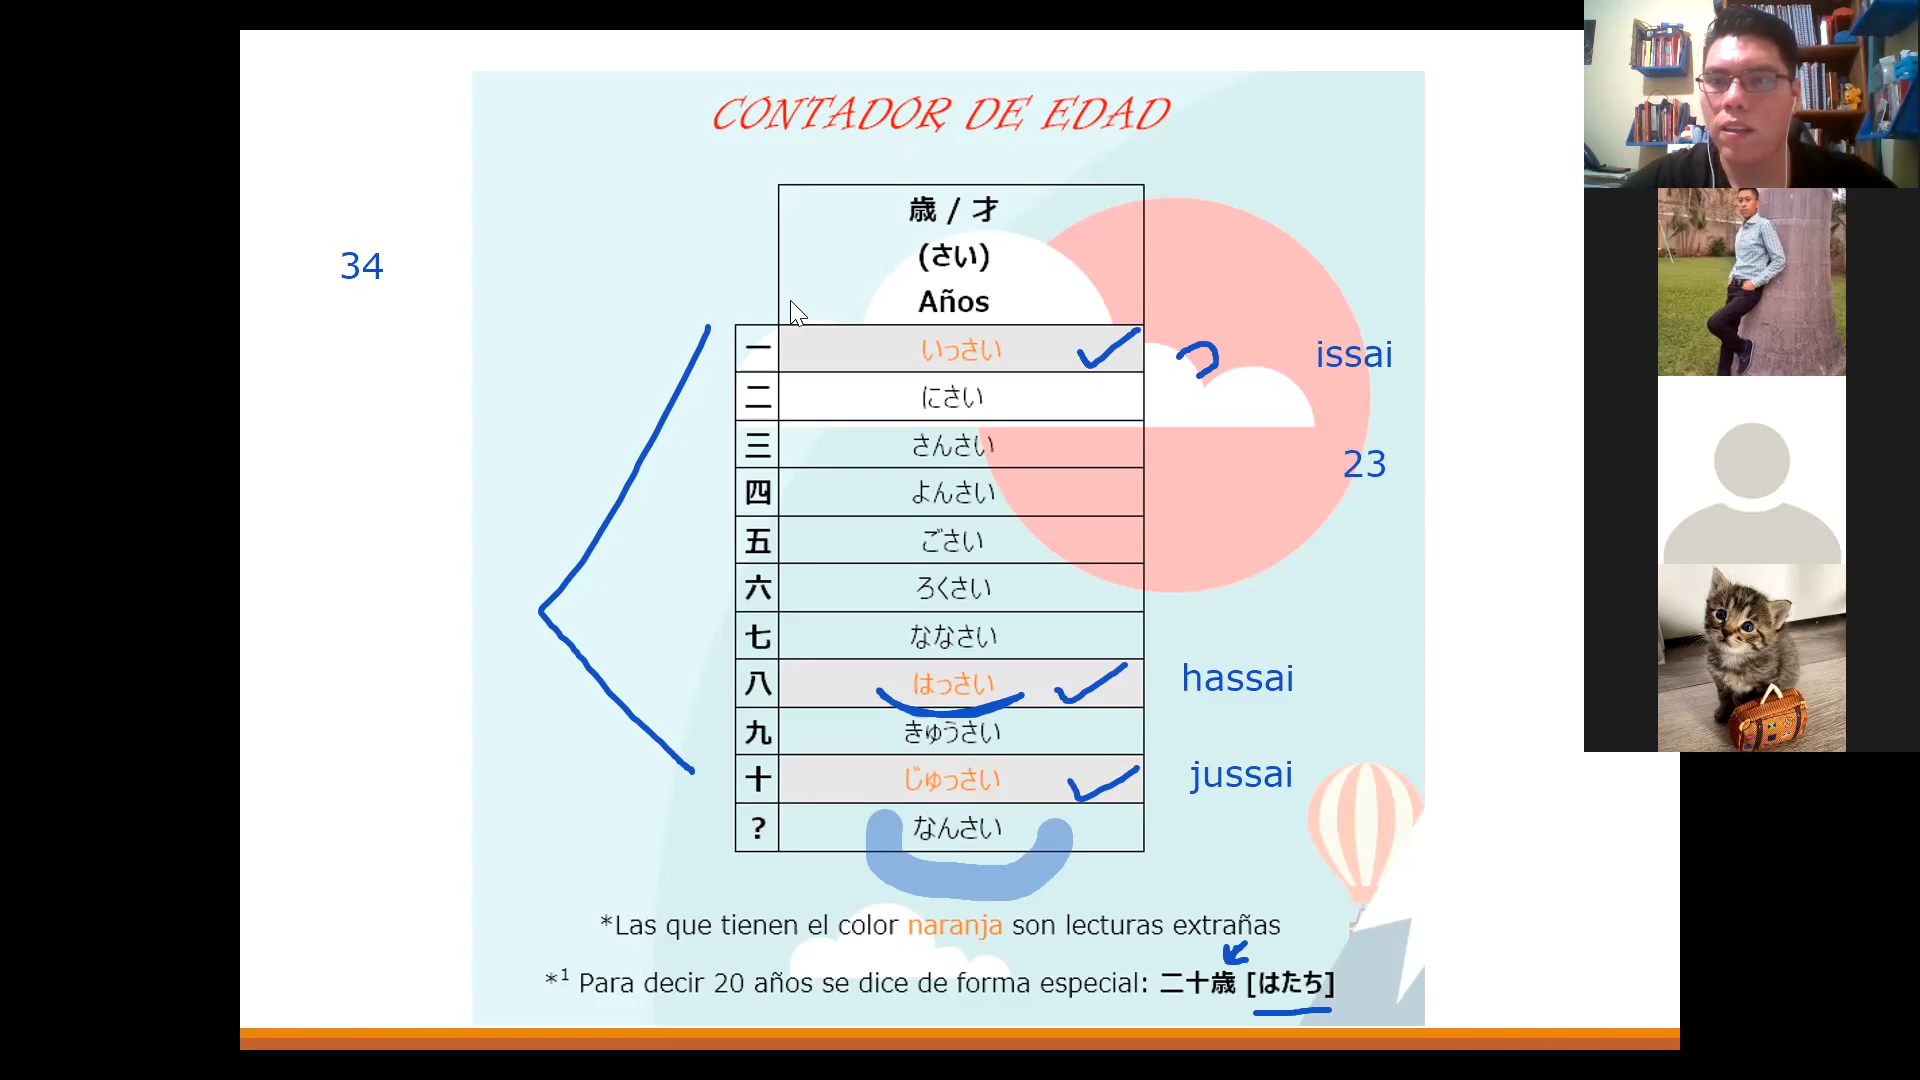 CONTADOR DE EDAD
歳 / 才
(さい)
Años
34
一 いっさい issai
二 にさい
三 さんさい 23
四 よんさい
五 ごさい
六 ろくさい
七 ななさい
八 はっさい hassai
九 きゅうさい
十 じゅっさい jussai
? なんさい
*Las que tienen el color naranja son lecturas extrañas
*¹ Para decir 20 años se dice de forma especial: 二十歳 [はたち]